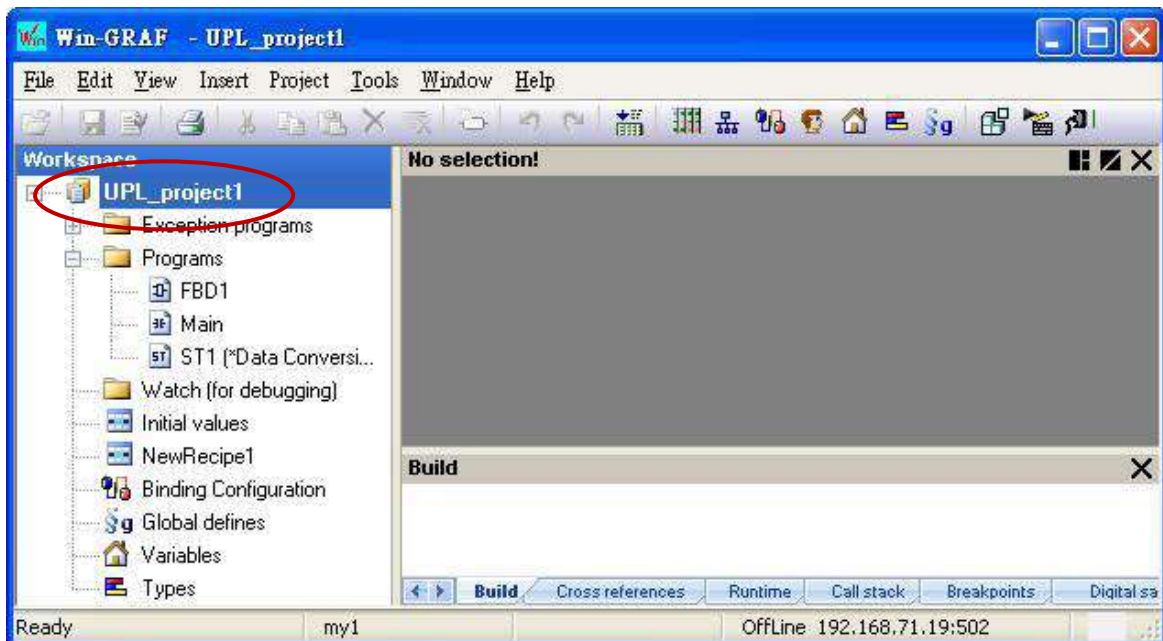 Win-GRAF - UPL_project1
File Edit View Insert Project Tools Window Help
Workspace
No selection!
UPL_project1
Exception programs
Programs
FBD1
Main
ST1 (*Data Conversi...
Watch (for debugging)
Initial values
NewRecipe1
Binding Configuration
Global defines
Variables
Types
Build
Build Cross references Runtime Call stack Breakpoints Digital sa
Ready my1 OffLine 192.168.71.19:502